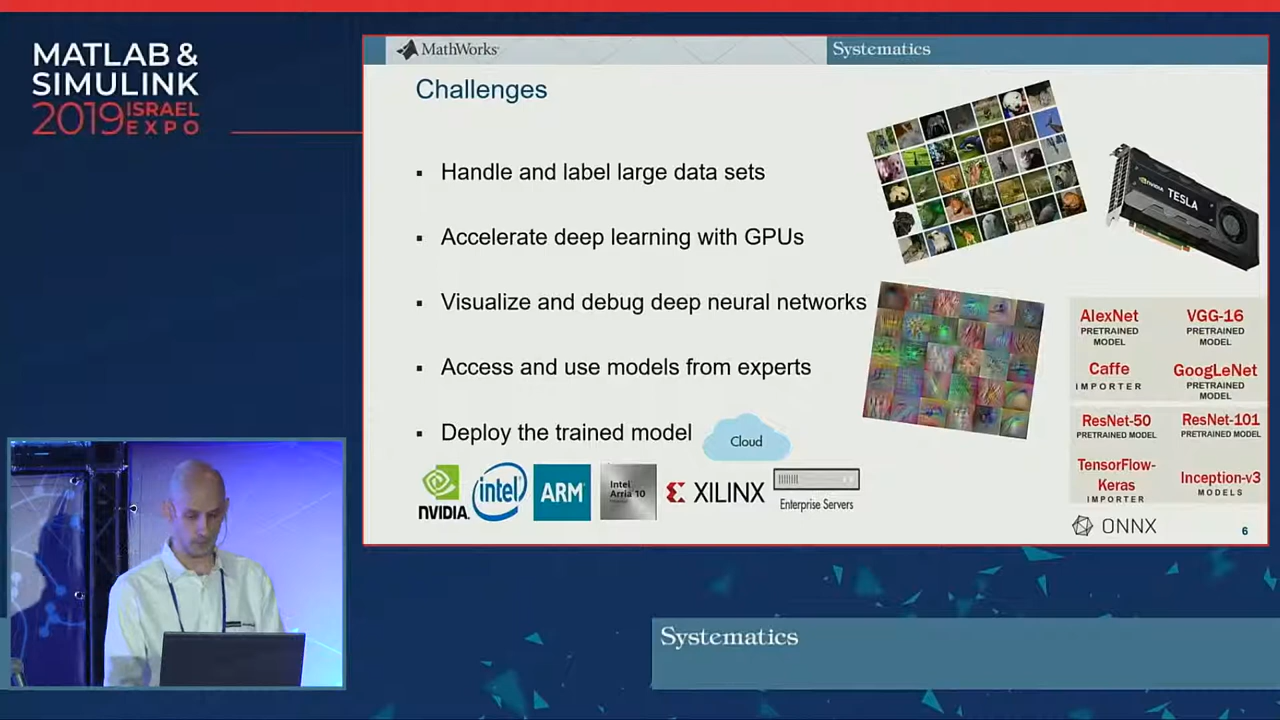 MATLAB &
SIMULINK
2019 ISRAEL
EXPO
MathWorks
Systematics
Challenges
▪ Handle and label large data sets
▪ Accelerate deep learning with GPUs
▪ Visualize and debug deep neural networks
▪ Access and use models from experts
▪ Deploy the trained model
Cloud
NVIDIA.
intel
ARM
Intel
Arria 10
XILINX
Enterprise Servers
NVIDIA
TESLA
AlexNet
PRETRAINED
MODEL
VGG-16
PRETRAINED
MODEL
Caffe
IMPORTER
GoogLeNet
PRETRAINED
MODEL
ResNet-50
PRETRAINED MODEL
ResNet-101
PRETRAINED MODEL
TensorFlow-
Keras
IMPORTER
Inception-v3
MODELS
ONNX
6
Systematics